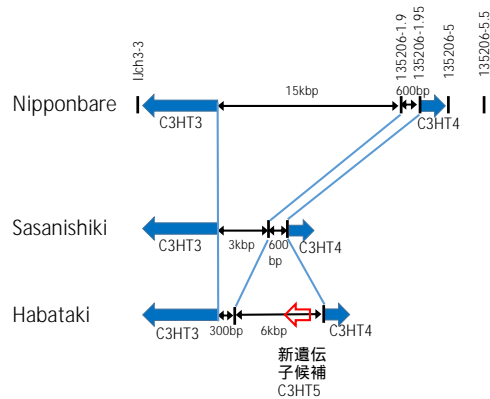 IJch3-3
135206-1.9
135206-1.95
135206-5
135206-5.5
Nipponbare
15kbp
600bp
C3HT3
C3HT4
Sasanishiki
C3HT3
3kbp
600
bp
C3HT4
Habataki
C3HT3
300bp
6kbp
C3HT4
新遺伝
子候補
C3HT5